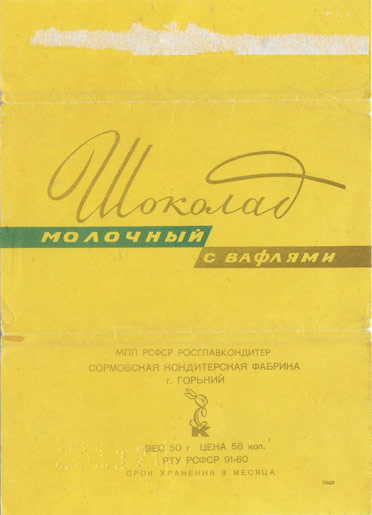 Шоколад
МОЛОЧНЫЙ
С ВАФЛЯМИ
МПП РСФСР РОСГЛАВКОНДИТЕР
СОРМОВСКАЯ КОНДИТЕРСКАЯ ФАБРИКА
г. ГОРЬКИЙ
К
ВЕС 50 г ЦЕНА 58 коп.
РТУ РСФСР 91-60
СРОК ХРАНЕНИЯ 3 МЕСЯЦА